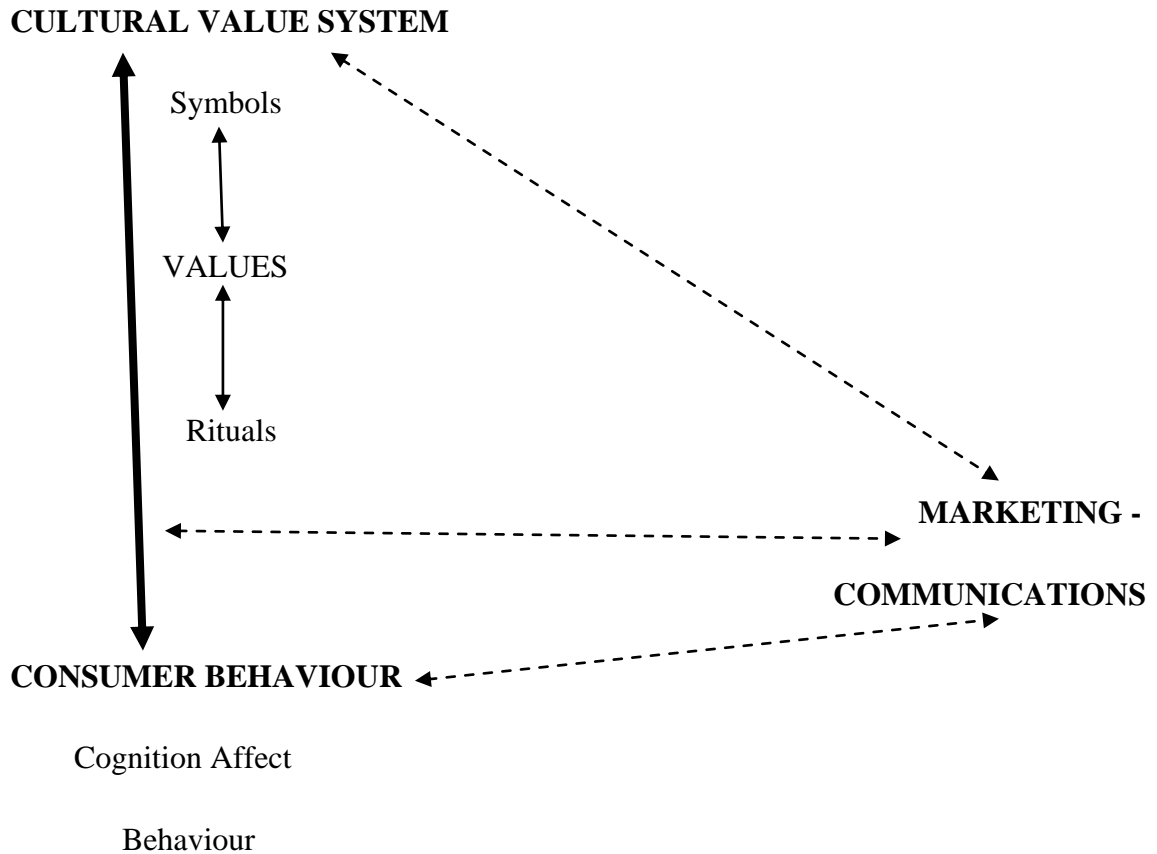 CULTURAL VALUE SYSTEM
Symbols
VALUES
Rituals
MARKETING -
COMMUNICATIONS
CONSUMER BEHAVIOUR
Cognition Affect
Behaviour